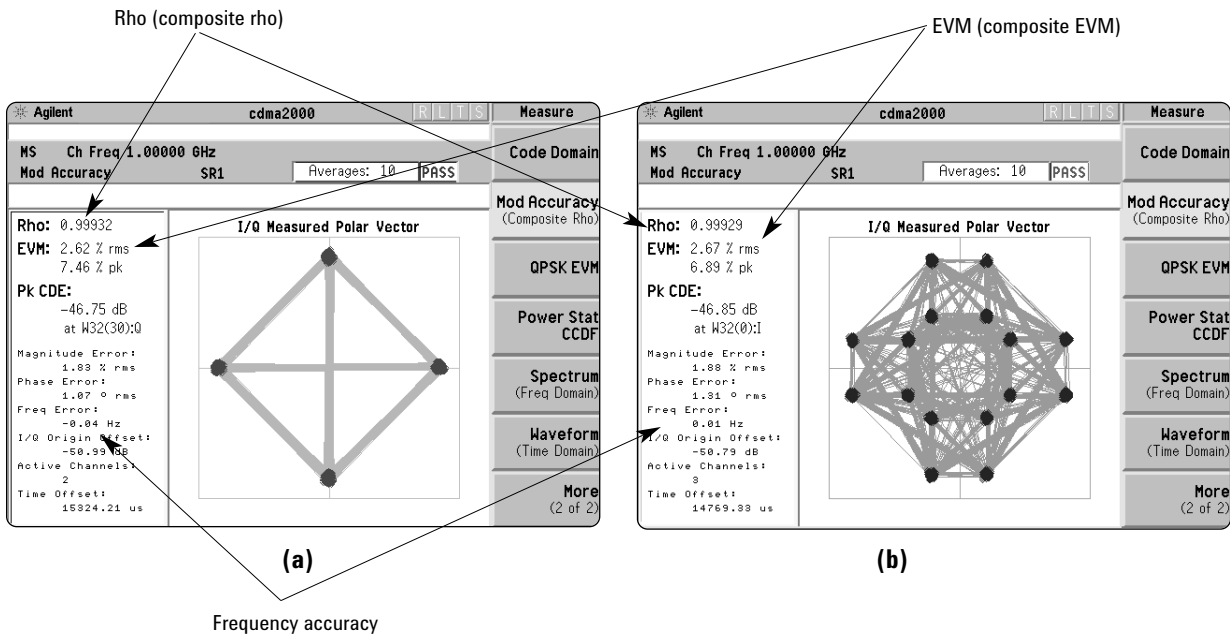 Rho (composite rho)
EVM (composite EVM)
Agilent cdma2000 R L T S Measure
MS Ch Freq 1.00000 GHz
Mod Accuracy SR1 Averages: 10 PASS
Rho: 0.99932
EVM: 2.62 % rms
7.46 % pk
Pk CDE:
-46.75 dB
at W32(30):Q
Magnitude Error:
1.83 % rms
Phase Error:
1.07 º rms
Freq Error:
-0.04 Hz
I/Q Origin Offset:
-50.99 dB
Active Channels:
2
Time Offset:
15324.21 us
I/Q Measured Polar Vector
Code Domain
Mod Accuracy
(Composite Rho)
QPSK EVM
Power Stat
CCDF
Spectrum
(Freq Domain)
Waveform
(Time Domain)
More
(2 of 2)
(a)
Agilent cdma2000 R L T S Measure
MS Ch Freq 1.00000 GHz
Mod Accuracy SR1 Averages: 10 PASS
Rho: 0.99929
EVM: 2.67 % rms
6.89 % pk
Pk CDE:
-46.85 dB
at W32(0):I
Magnitude Error:
1.88 % rms
Phase Error:
1.31 º rms
Freq Error:
0.01 Hz
I/Q Origin Offset:
-50.79 dB
Active Channels:
3
Time Offset:
14769.33 us
I/Q Measured Polar Vector
Code Domain
Mod Accuracy
(Composite Rho)
QPSK EVM
Power Stat
CCDF
Spectrum
(Freq Domain)
Waveform
(Time Domain)
More
(2 of 2)
(b)
Frequency accuracy